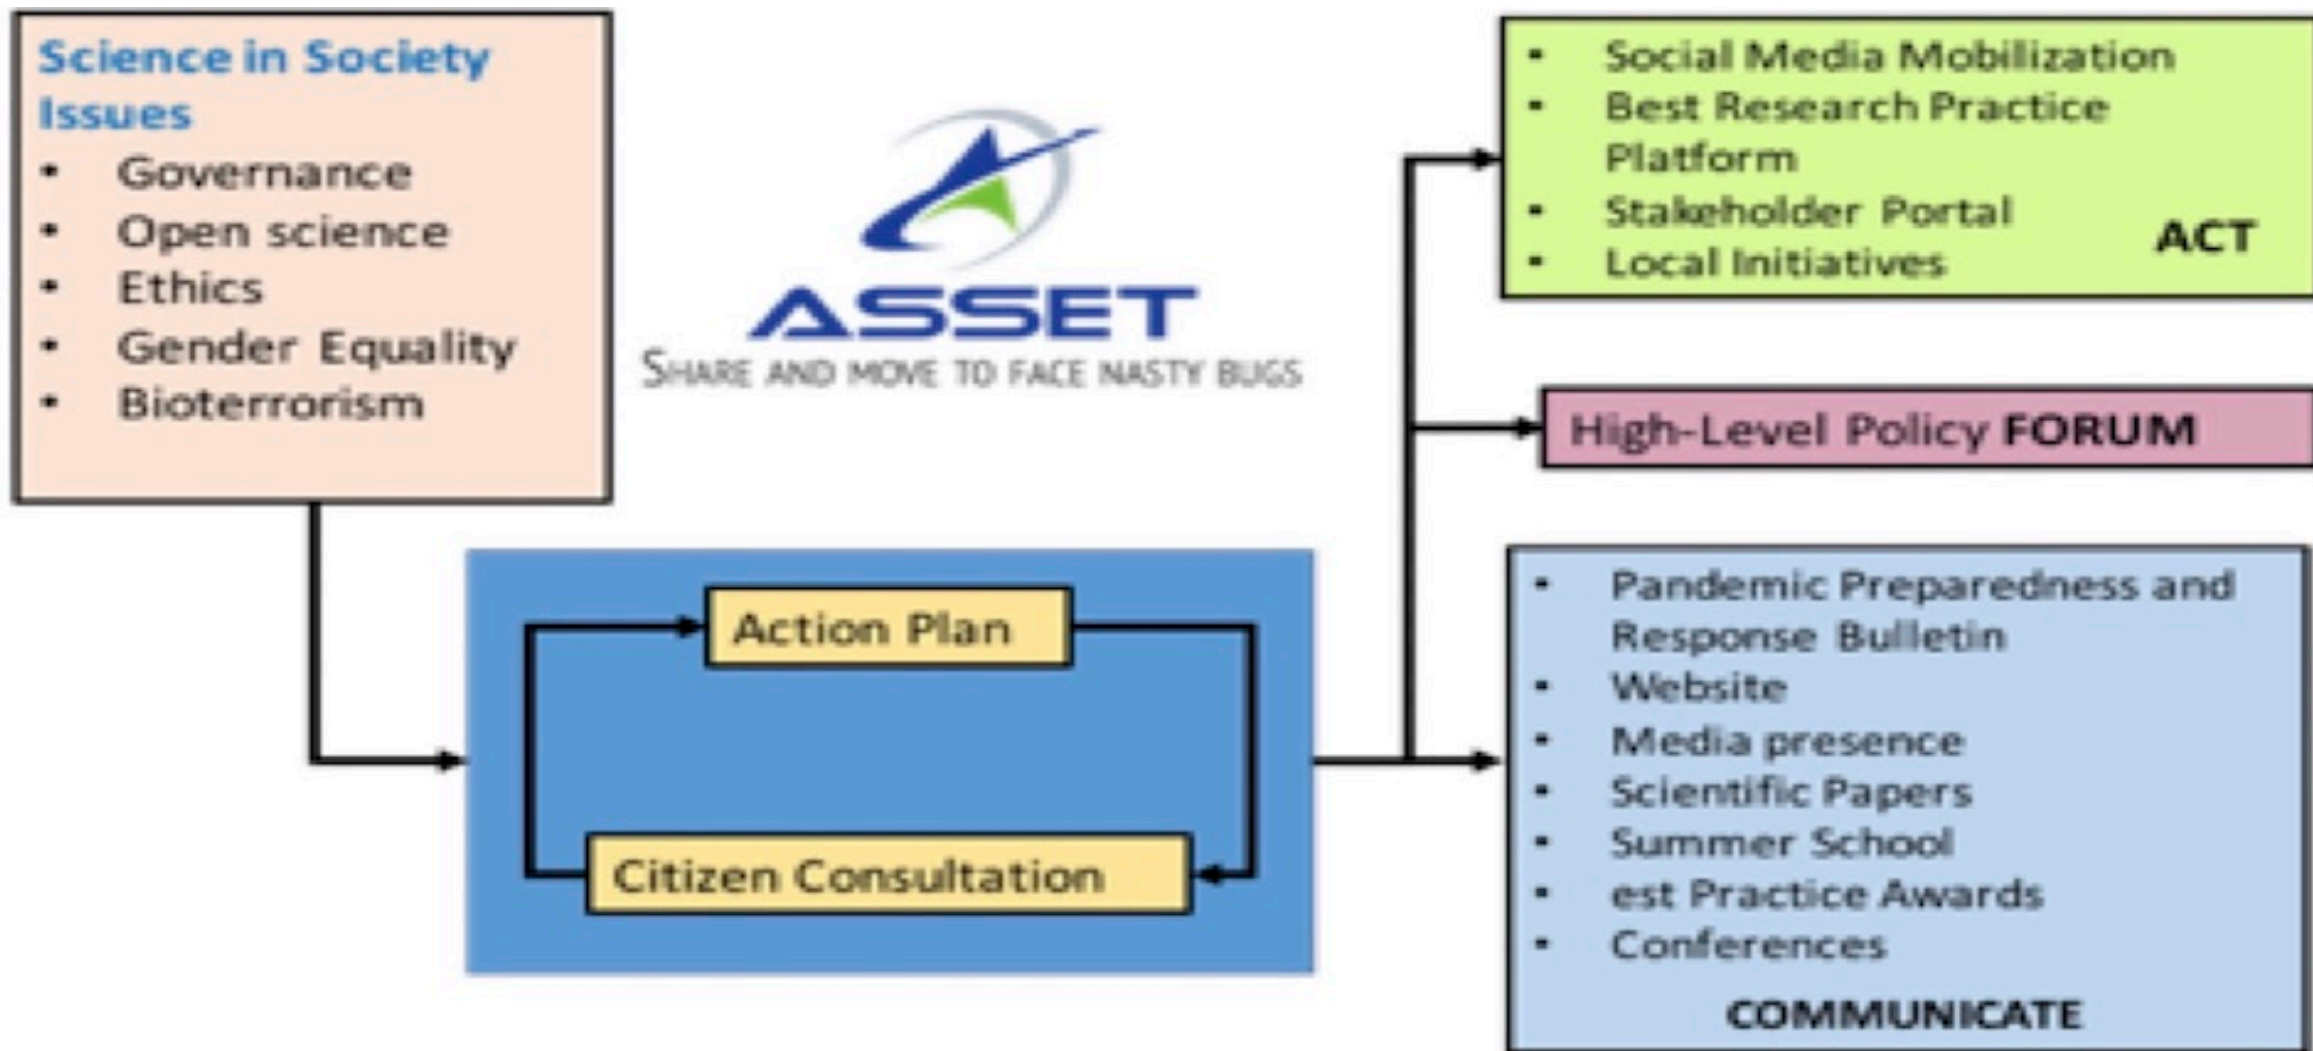 Science in Society
Issues
• Governance
• Open science
• Ethics
• Gender Equality
• Bioterrorism
ASSET
SHARE AND MOVE TO FACE NASTY BUGS
Action Plan
Citizen Consultation
• Social Media Mobilization
• Best Research Practice
Platform
• Stakeholder Portal
• Local Initiatives
ACT
High-Level Policy FORUM
• Pandemic Preparedness and
Response Bulletin
• Website
• Media presence
• Scientific Papers
• Summer School
• est Practice Awards
• Conferences
COMMUNICATE